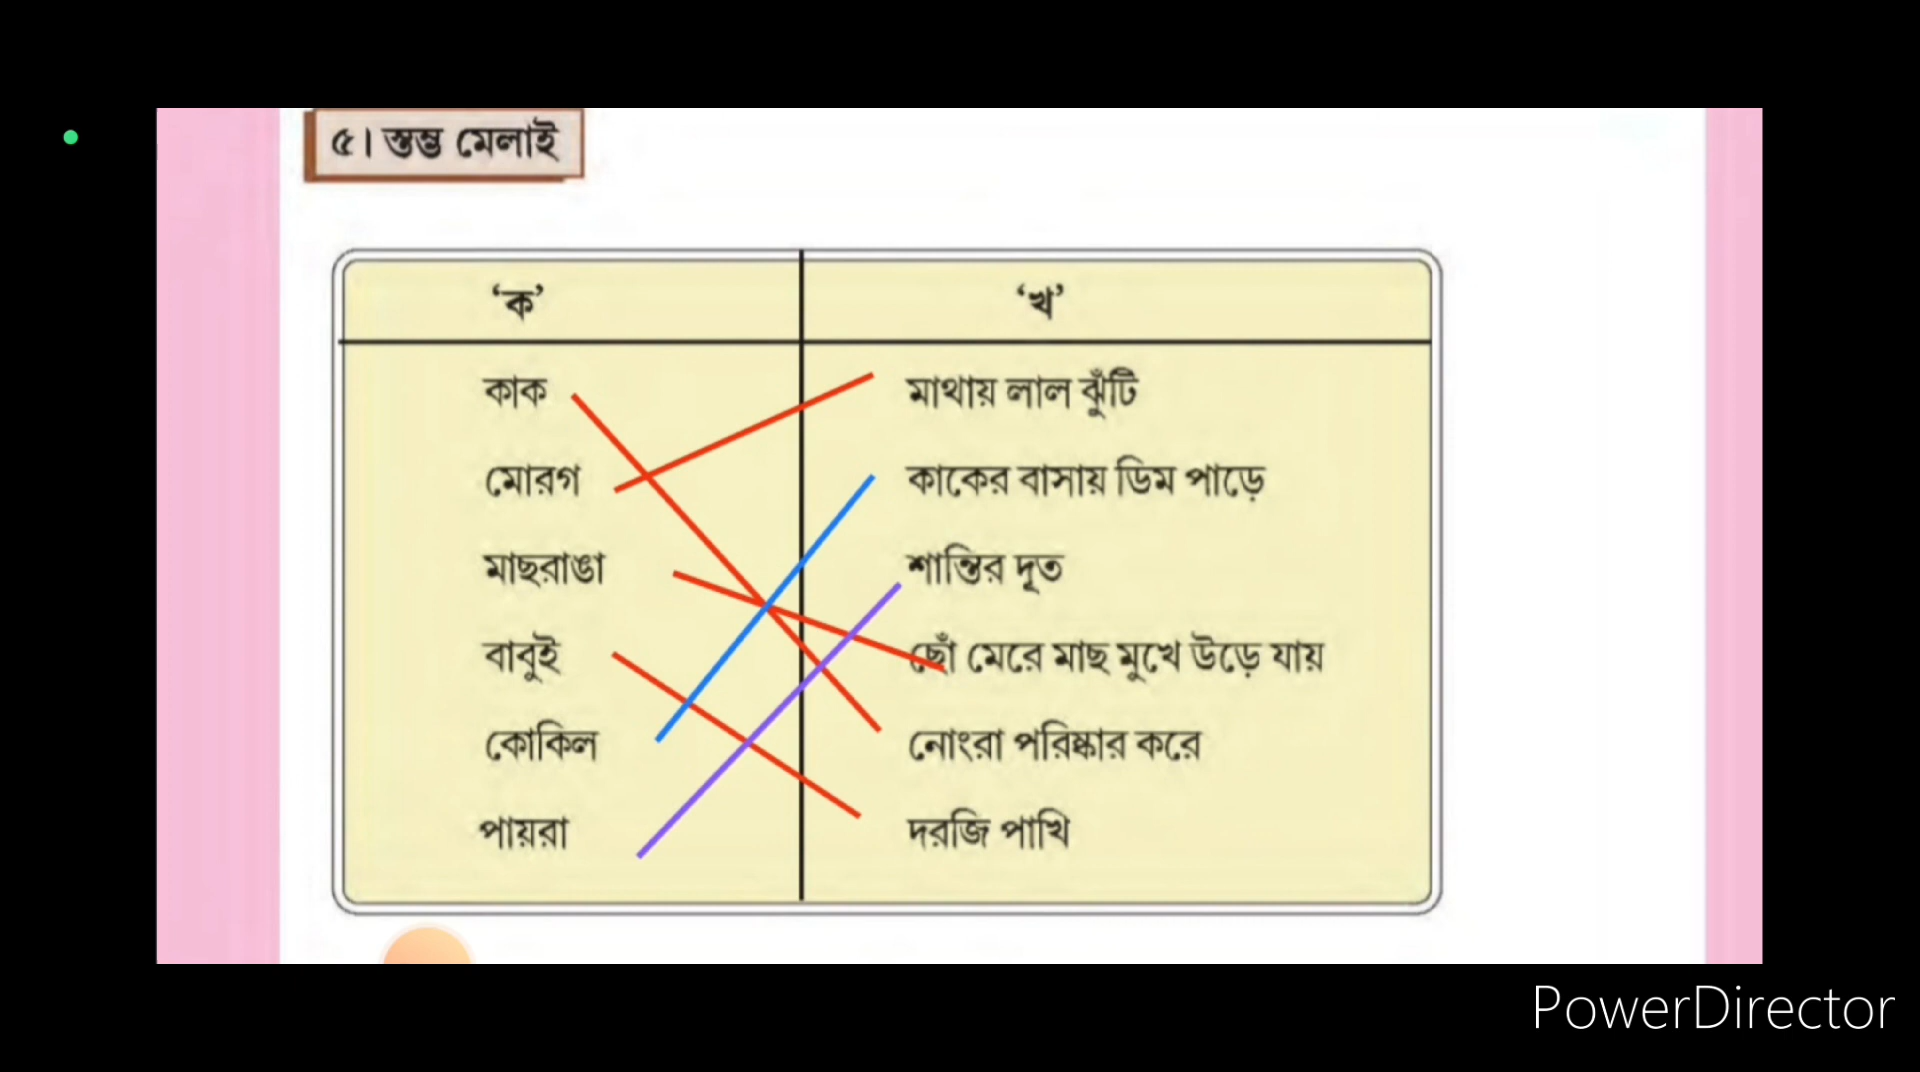 ৫। স্তম্ভ মেলাই
‘ক’ ‘খ’
কাক মাথায় লাল ঝুঁটি
মোরগ কাকের বাসায় ডিম পাড়ে
মাছরাঙা শান্তির দূত
বাবুই ছোঁ মেরে মাছ মুখে উড়ে যায়
কোকিল নোংরা পরিষ্কার করে
পায়রা দরজি পাখি
PowerDirector